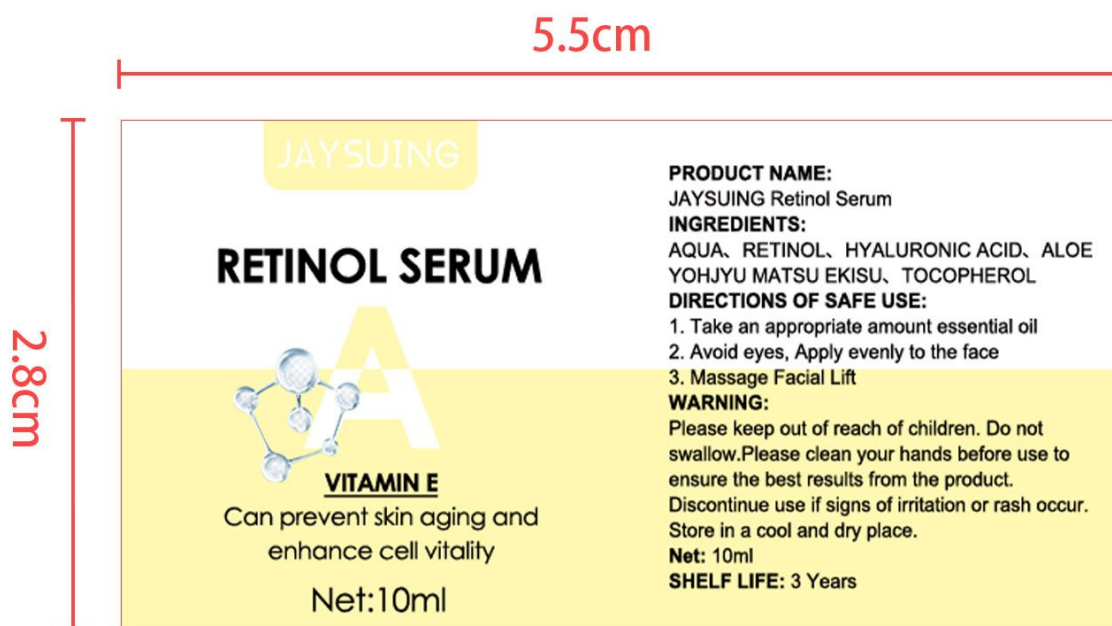 5.5cm
2.8cm
JAYSUING
RETINOL SERUM
A
VITAMIN E
Can prevent skin aging and
enhance cell vitality
Net:10ml
PRODUCT NAME:
JAYSUING Retinol Serum
INGREDIENTS:
AQUA、RETINOL、HYALURONIC ACID、ALOE
YOHJYU MATSU EKISU、TOCOPHEROL
DIRECTIONS OF SAFE USE:
1. Take an appropriate amount essential oil
2. Avoid eyes, Apply evenly to the face
3. Massage Facial Lift
WARNING:
Please keep out of reach of children. Do not
swallow.Please clean your hands before use to
ensure the best results from the product.
Discontinue use if signs of irritation or rash occur.
Store in a cool and dry place.
Net: 10ml
SHELF LIFE: 3 Years